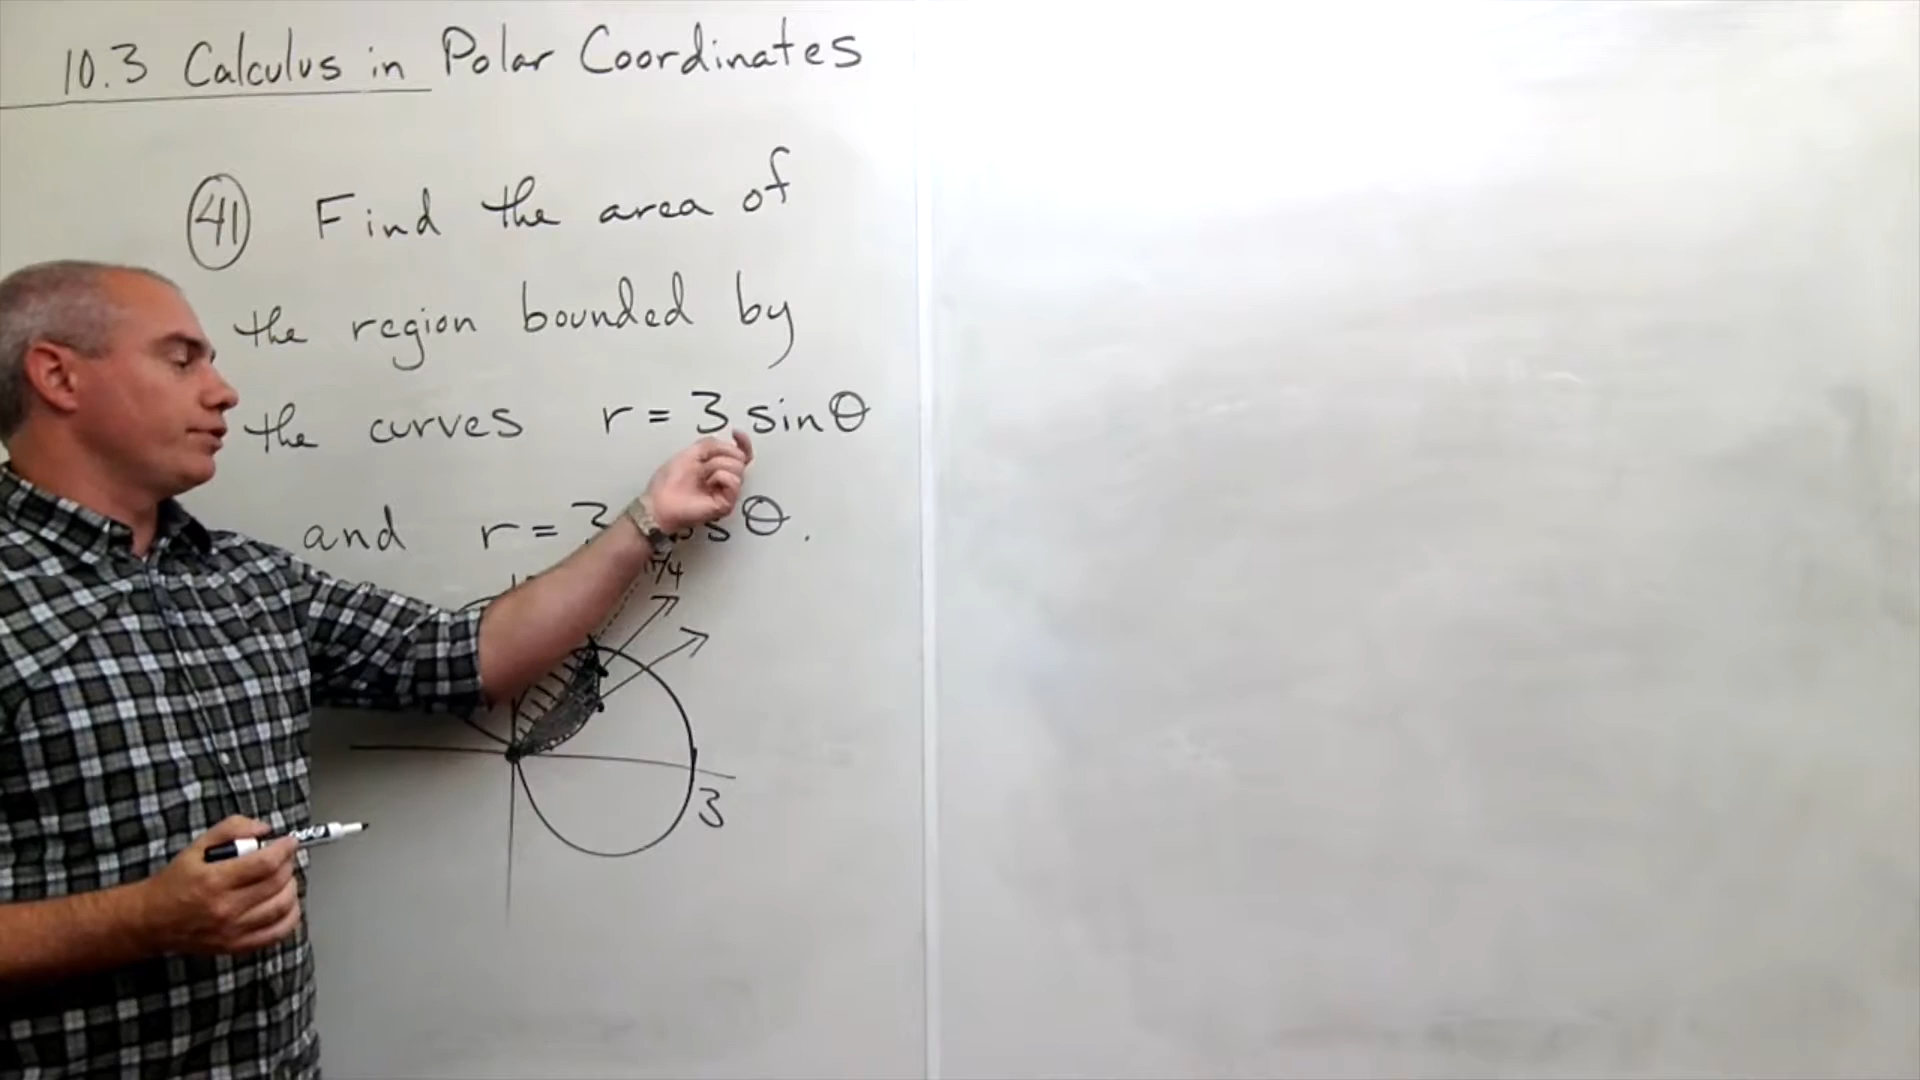 10.3 Calculus in Polar Coordinates
41 Find the area of
the region bounded by
the curves r = 3 sinθ
and r = 3 θ.
π/4
3